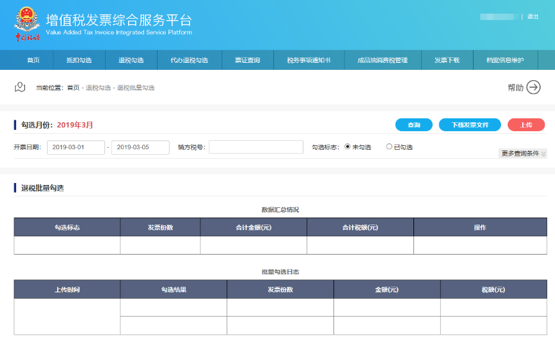 增值税发票综合服务平台
Value Added Tax Invoice Integrated Service Platform
退出
首页 抵扣勾选 退税勾选 代办退税勾选 票证查询 税务事项通知书 成品油消费税管理 发票下载 档案信息维护
当前位置：首页 - 退税勾选 - 退税批量勾选
帮助
勾选月份：2019年3月
查询 下载发票文件 上传
开票日期： 2019-03-01 - 2019-03-05 销方税号： 勾选标志： 未勾选 已勾选
更多查询条件
退税批量勾选
数据汇总情况
勾选标志 发票份数 合计金额(元) 合计税额(元) 操作
批量勾选日志
上传时间 勾选结果 发票份数 金额(元) 税额(元)